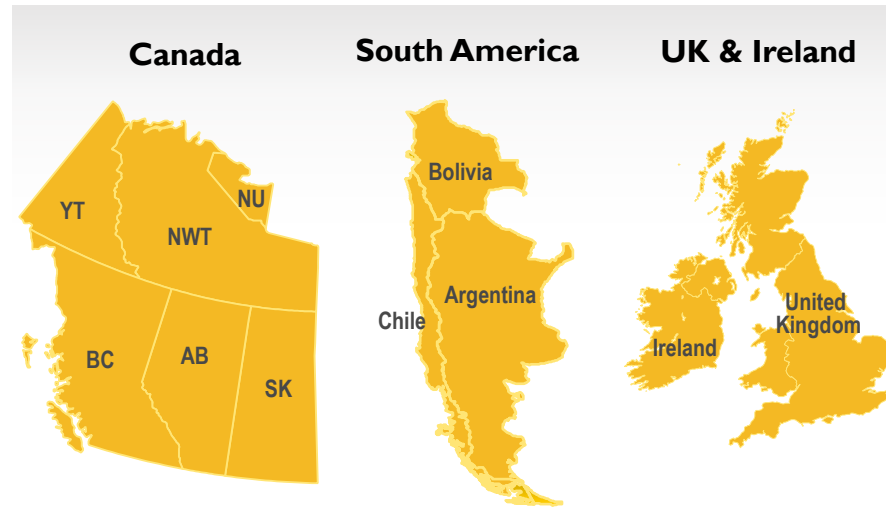 Canada
South America
UK & Ireland
YT
NWT
NU
BC
AB
SK
Bolivia
Argentina
Chile
Ireland
United
Kingdom